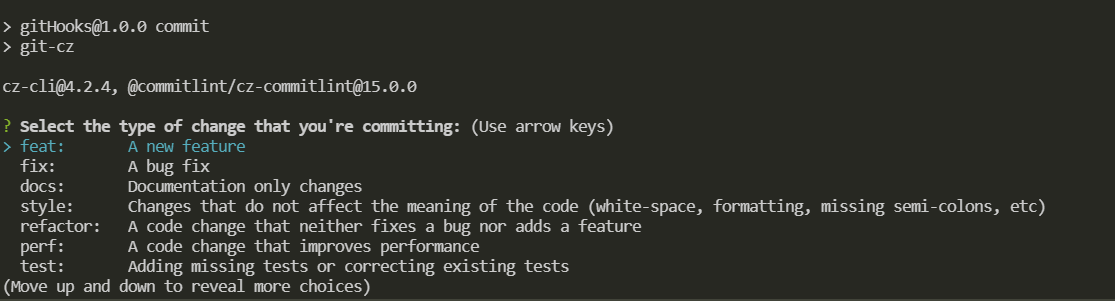 > gitHooks@1.0.0 commit
> git-cz
cz-cli@4.2.4, @commitlint/cz-commitlint@15.0.0
? Select the type of change that you're committing: (Use arrow keys)
> feat:     A new feature
  fix:      A bug fix
  docs:     Documentation only changes
  style:    Changes that do not affect the meaning of the code (white-space, formatting, missing semi-colons, etc)
  refactor: A code change that neither fixes a bug nor adds a feature
  perf:     A code change that improves performance
  test:     Adding missing tests or correcting existing tests
(Move up and down to reveal more choices)